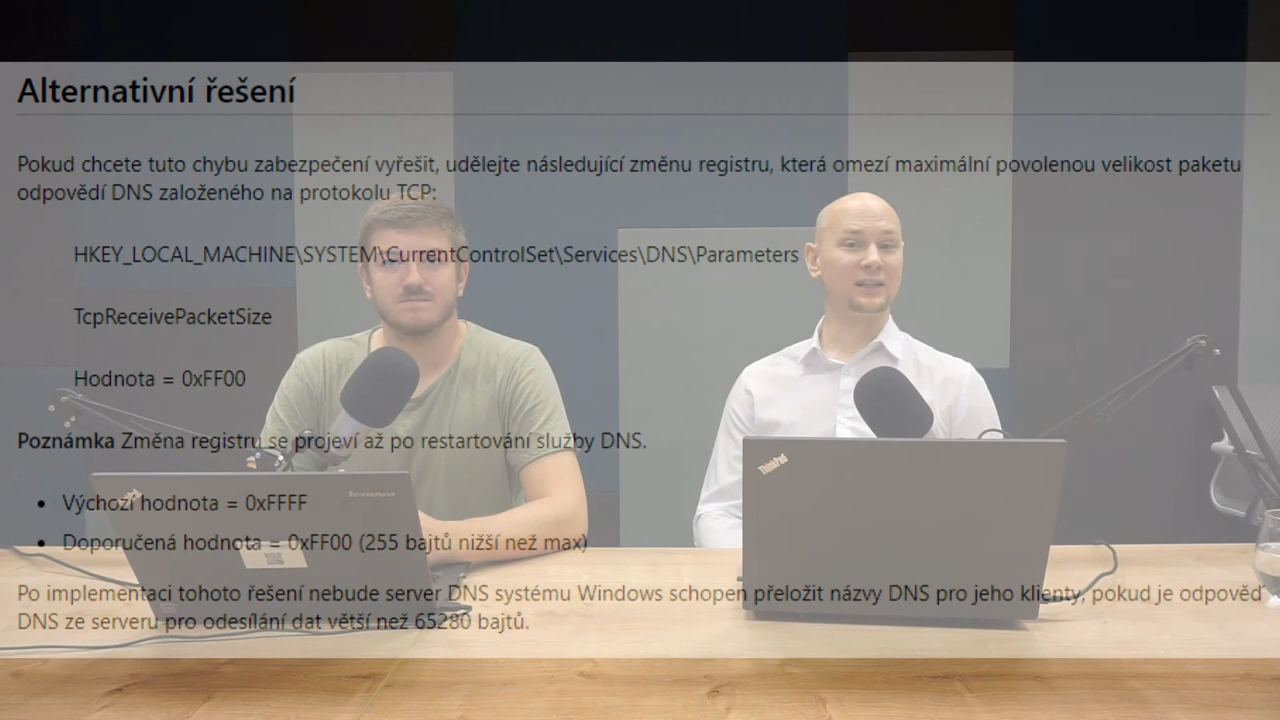 Alternativní řešení
Pokud chcete tuto chybu zabezpečení vyřešit, udělejte následující změnu registru, která omezí maximální povolenou velikost paketu
odpovědí DNS založeného na protokolu TCP:
HKEY_LOCAL_MACHINE\SYSTEM\CurrentControlSet\Services\DNS\Parameters
TcpReceivePacketSize
Hodnota = 0xFF00
Poznámka Změna registru se projeví až po restartování služby DNS.
• Výchozí hodnota = 0xFFFF
lenovo
ThinkPad
• Doporučená hodnota = 0xFF00 (255 bajtů nižší než max)
Po implementaci tohoto řešení nebude server DNS systému Windows schopen přeložit názvy DNS pro jeho klienty, pokud je odpověď
DNS ze serveru pro odesílání dat větší než 65280 bajtů.